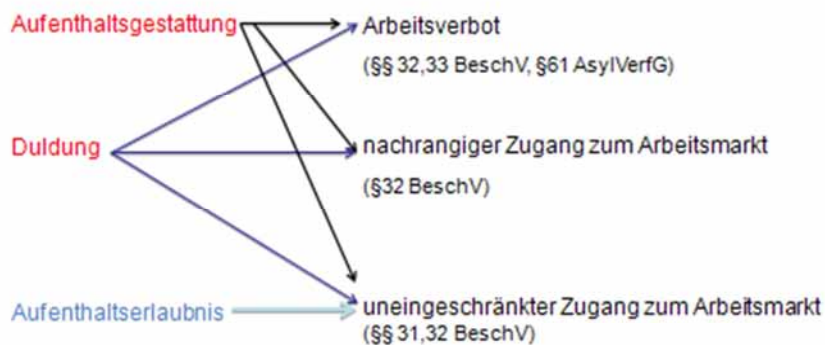 Aufenthaltsgestattung
Arbeitsverbot
(§§ 32,33 BeschV, §61 AsylVerfG)
Duldung
nachrangiger Zugang zum Arbeitsmarkt
(§32 BeschV)
Aufenthaltserlaubnis
uneingeschränkter Zugang zum Arbeitsmarkt
(§§ 31,32 BeschV)